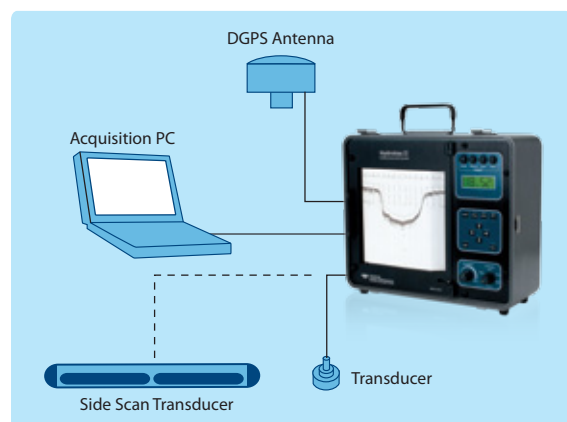 DGPS Antenna
Acquisition PC
Transducer
Side Scan Transducer